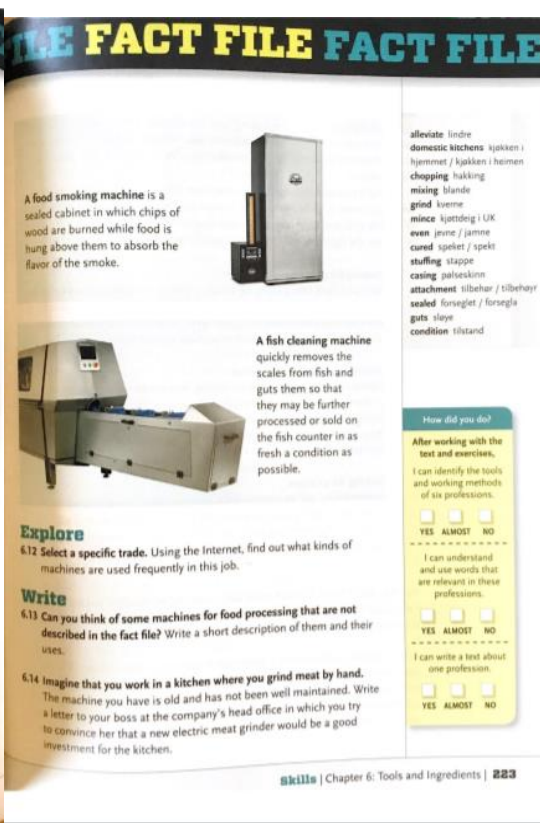 ILE FACT FILE FACT FILE
A food smoking machine is a
sealed cabinet in which chips of
wood are burned while food is
hung above them to absorb the
flavor of the smoke.
A fish cleaning machine
quickly removes the
scales from fish and
guts them so that
they may be further
processed or sold on
the fish counter in as
fresh a condition as
possible.
Explore
6.12 Select a specific trade. Using the Internet, find out what kinds of
machines are used frequently in this job.
Write
6.13 Can you think of some machines for food processing that are not
described in the fact file? Write a short description of them and their
uses.
6.14 Imagine that you work in a kitchen where you grind meat by hand.
The machine you have is old and has not been well maintained. Write
a letter to your boss at the company's head office in which you try
to convince her that a new electric meat grinder would be a good
investment for the kitchen.
alleviate lindre
domestic kitchens kjøkken i
hjemmet / kjøkken i heimen
chopping hakking
mixing blande
grind kverne
mince kjøttdeig i UK
even jevne / jamne
cured speket / spekt
stuffing stappe
casing pølseskinn
attachment tilbehør / tilbehøyr
sealed forseglet / forsegla
guts sløye
condition tilstand
How did you do?
After working with the
text and exercises,
I can identify the tools
and working methods
of six professions.
YES ALMOST NO
I can understand
and use words that
are relevant in these
professions.
YES ALMOST NO
I can write a text about
one profession.
YES ALMOST NO
Skills | Chapter 6: Tools and Ingredients | 223